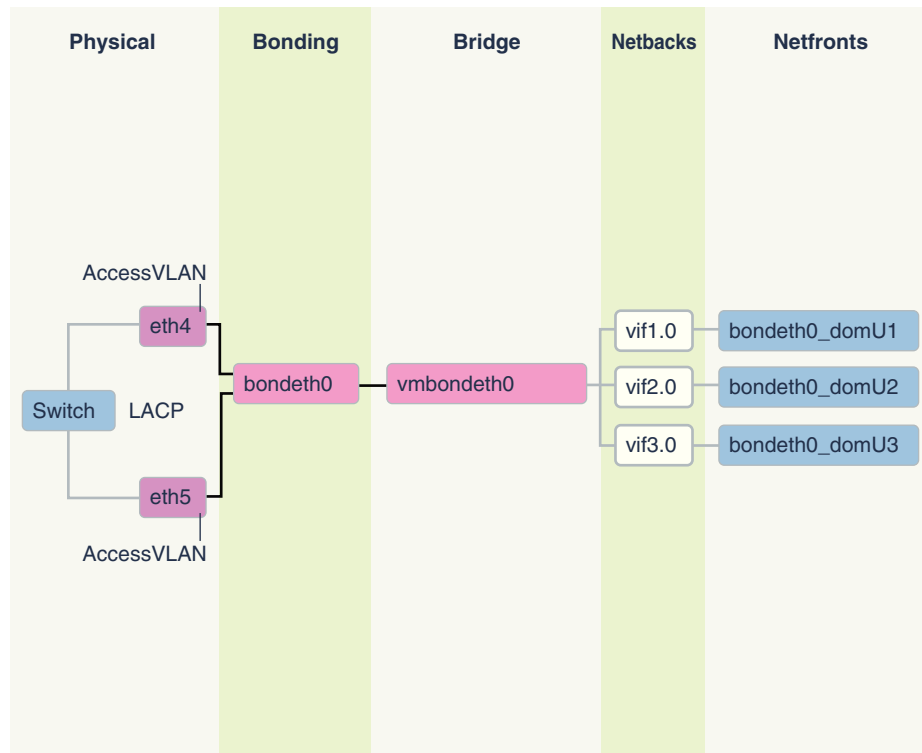 Physical
Bonding
Bridge
Netbacks
Netfronts
AccessVLAN
eth4
vif1.0
bondeth0_domU1
bondeth0
vmbondeth0
vif2.0
bondeth0_domU2
Switch
LACP
vif3.0
bondeth0_domU3
eth5
AccessVLAN